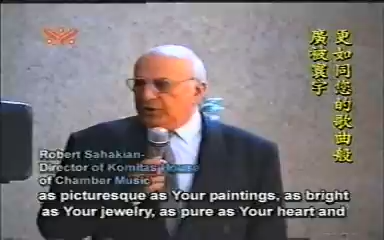 更如同您的歌曲般
廣被寰宇
Robert Sahakian-
Director of Komitas House
of Chamber Music
as picturesque as Your paintings, as bright
as Your jewelry, as pure as Your heart and